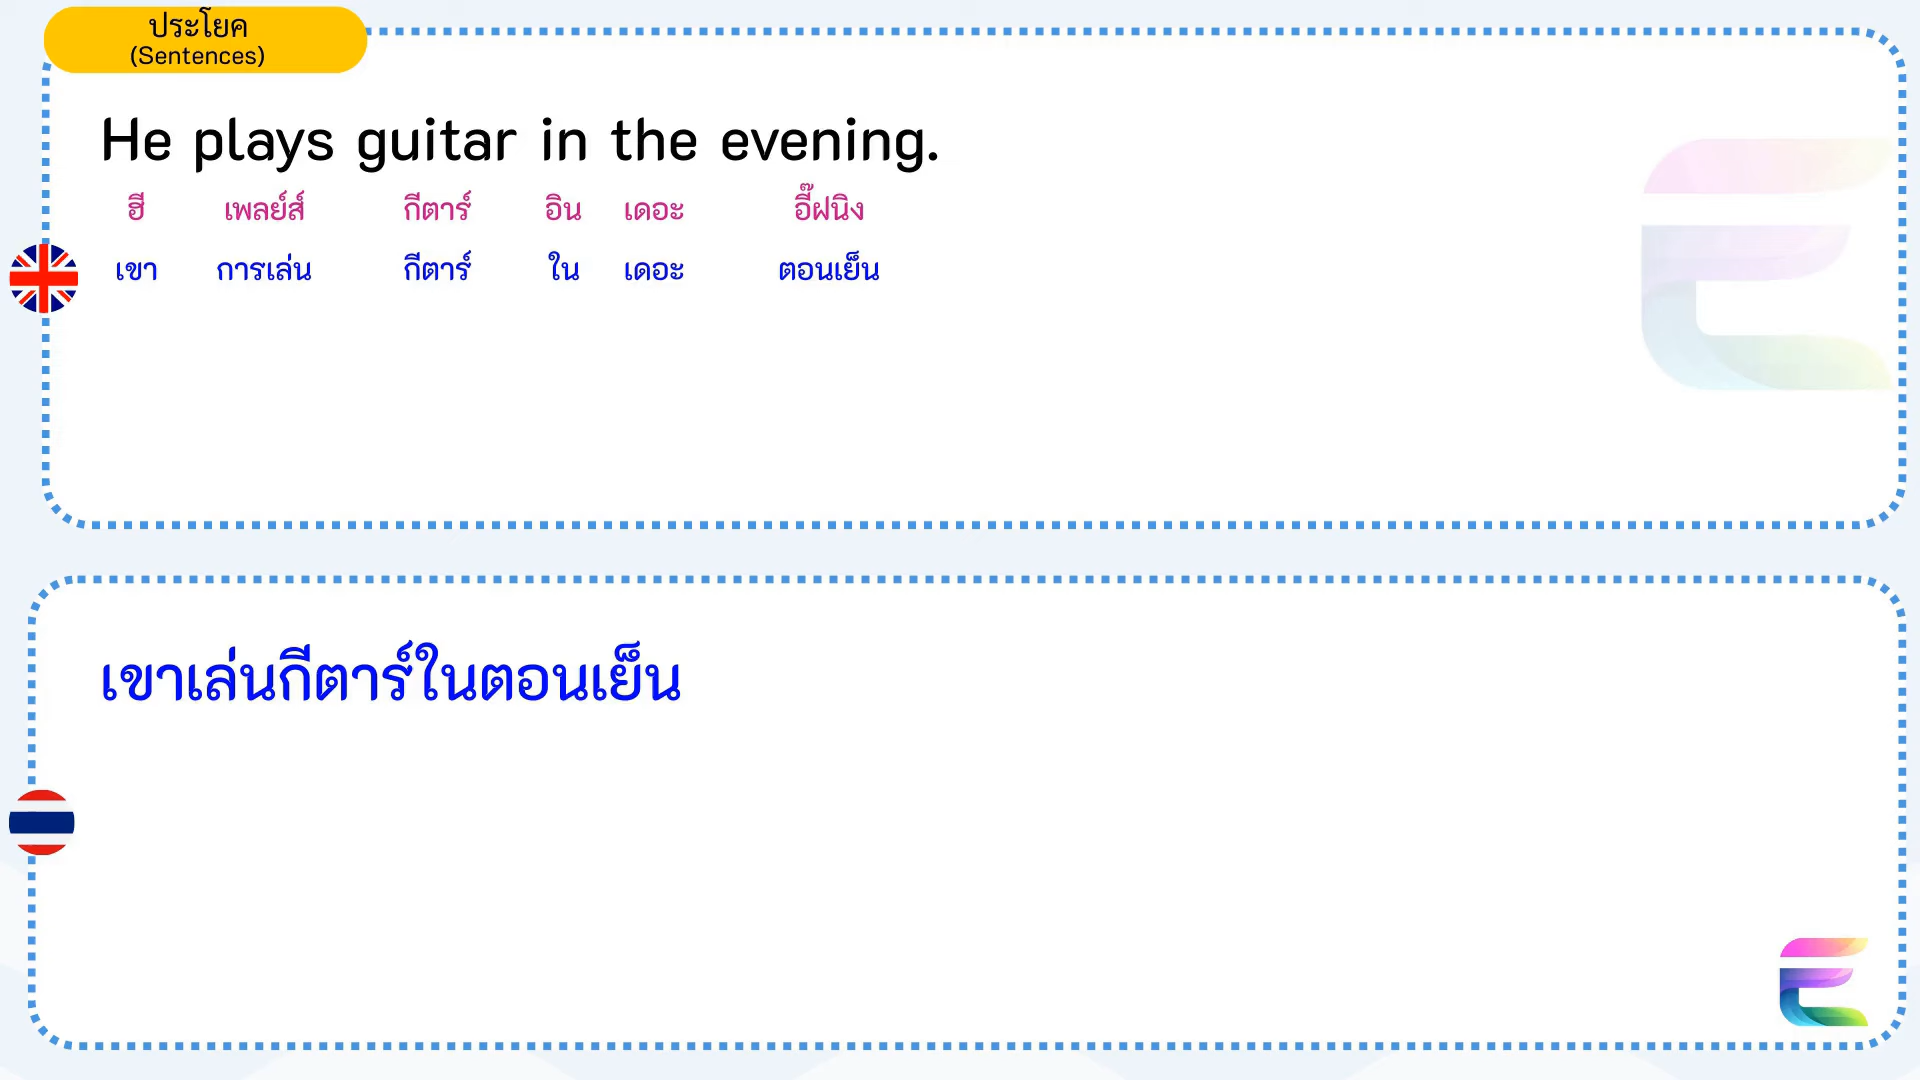 ประโยค
(Sentences)
He plays guitar in the evening.
ฮี เพลย์ส์ กีตาร์ อิน เดอะ อี๊ฝนิง
เขา การเล่น กีตาร์ ใน เดอะ ตอนเย็น
เขาเล่นกีตาร์ในตอนเย็น